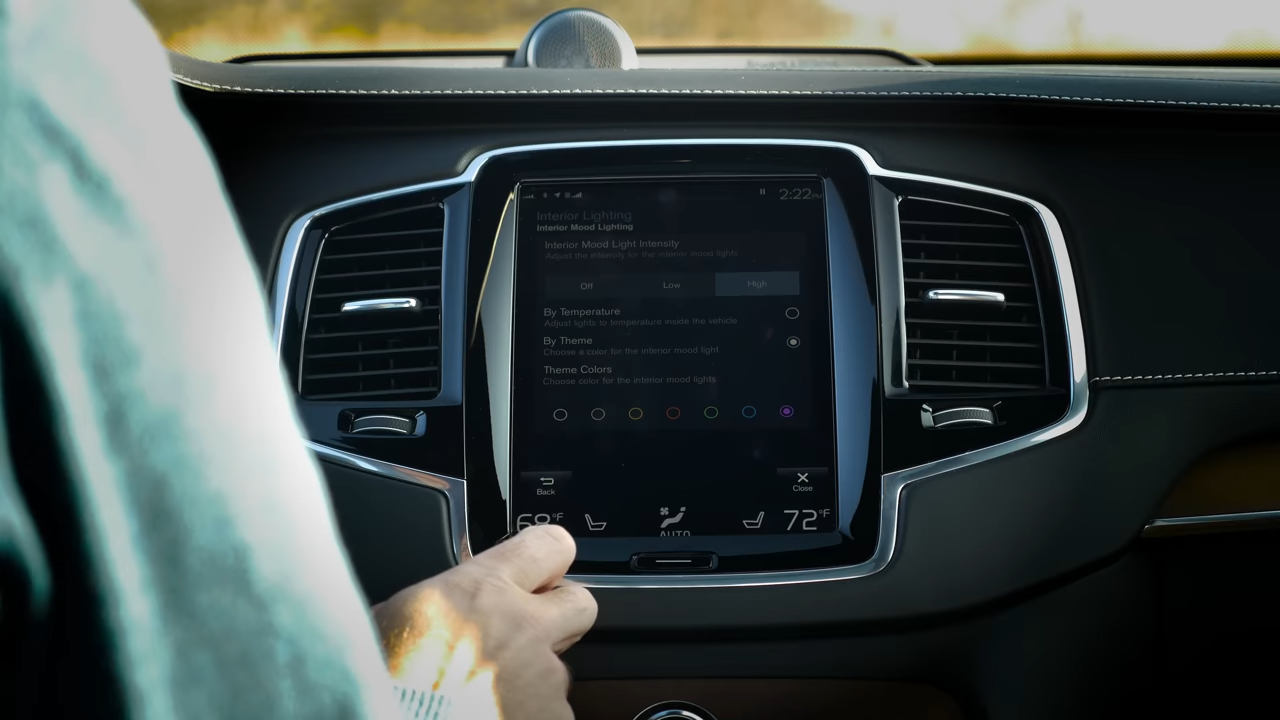 2:22PM
Interior Lighting
Interior Mood Lighting
Interior Mood Light Intensity
Adjust the intensity for the interior mood lights
Off Low High
By Temperature
Adjust lights to temperature inside the vehicle
By Theme
Choose a color for the interior mood light
Theme Colors
Choose color for the interior mood lights
Back Close
68°F 72°F
AUTO